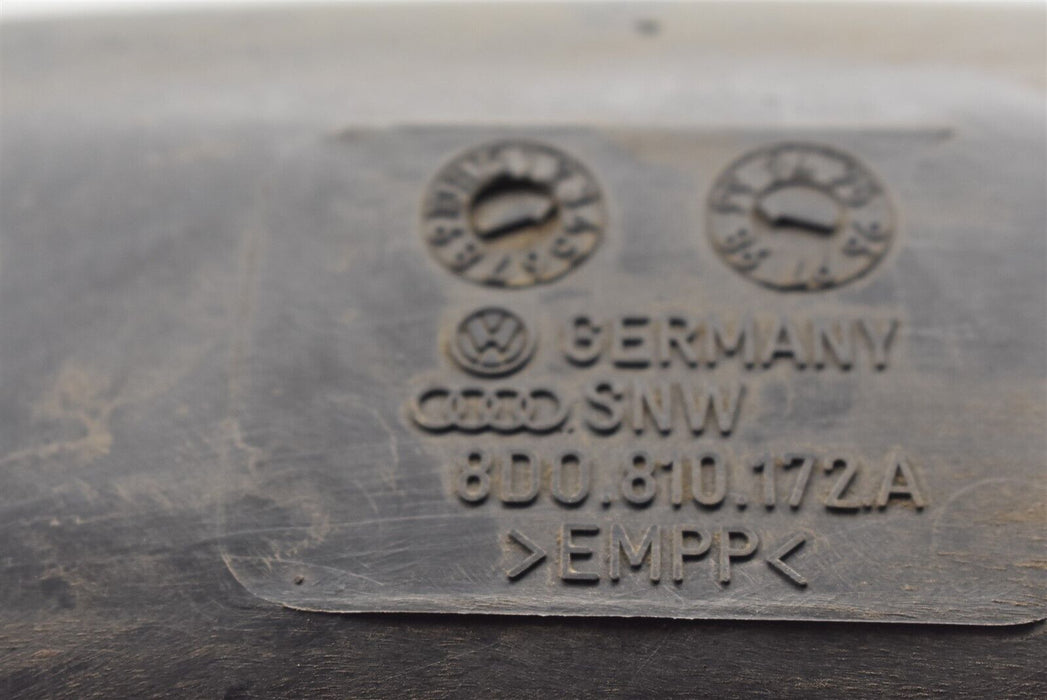 GERMANY
SNW
8D0.810.172.A
>EMPP<